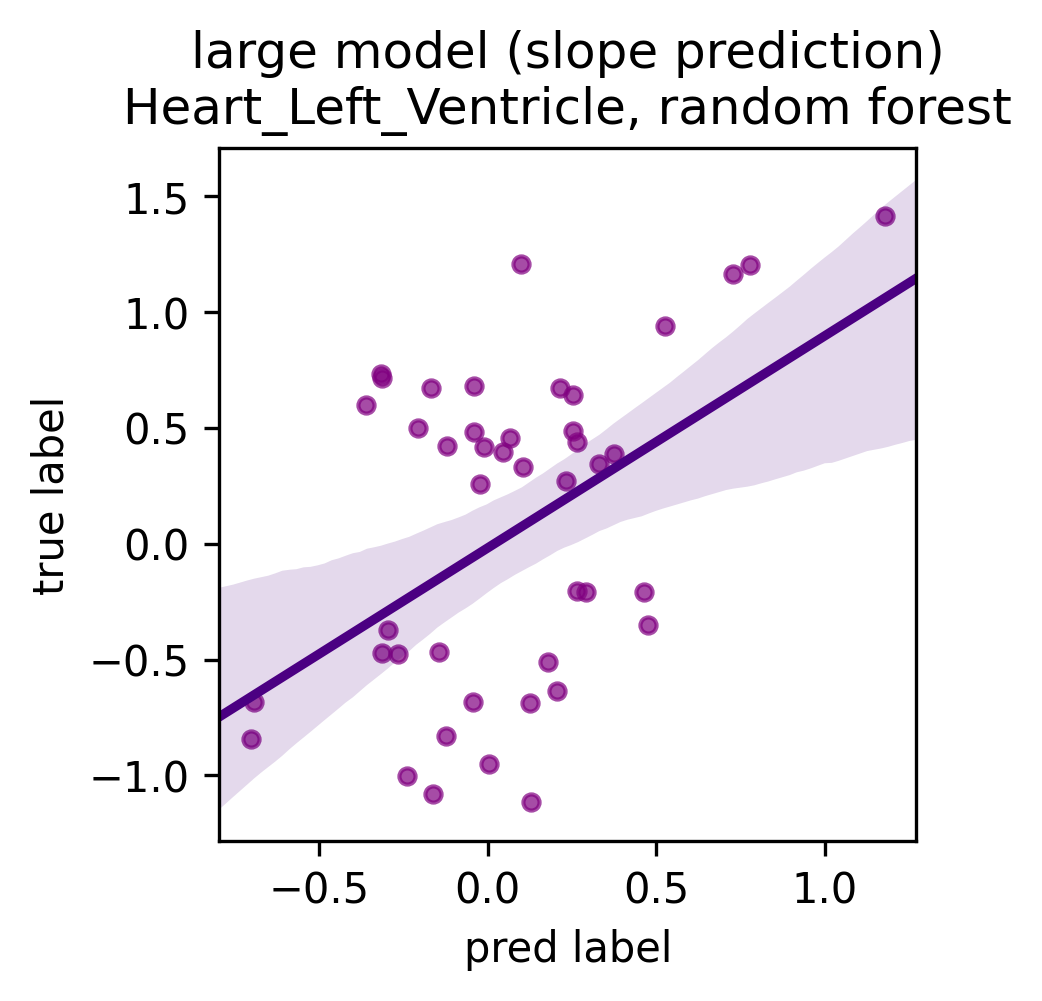 large model (slope prediction)
Heart_Left_Ventricle, random forest
1.5
1.0
0.5
0.0
−0.5
−1.0
true label
−0.5
0.0
0.5
1.0
pred label